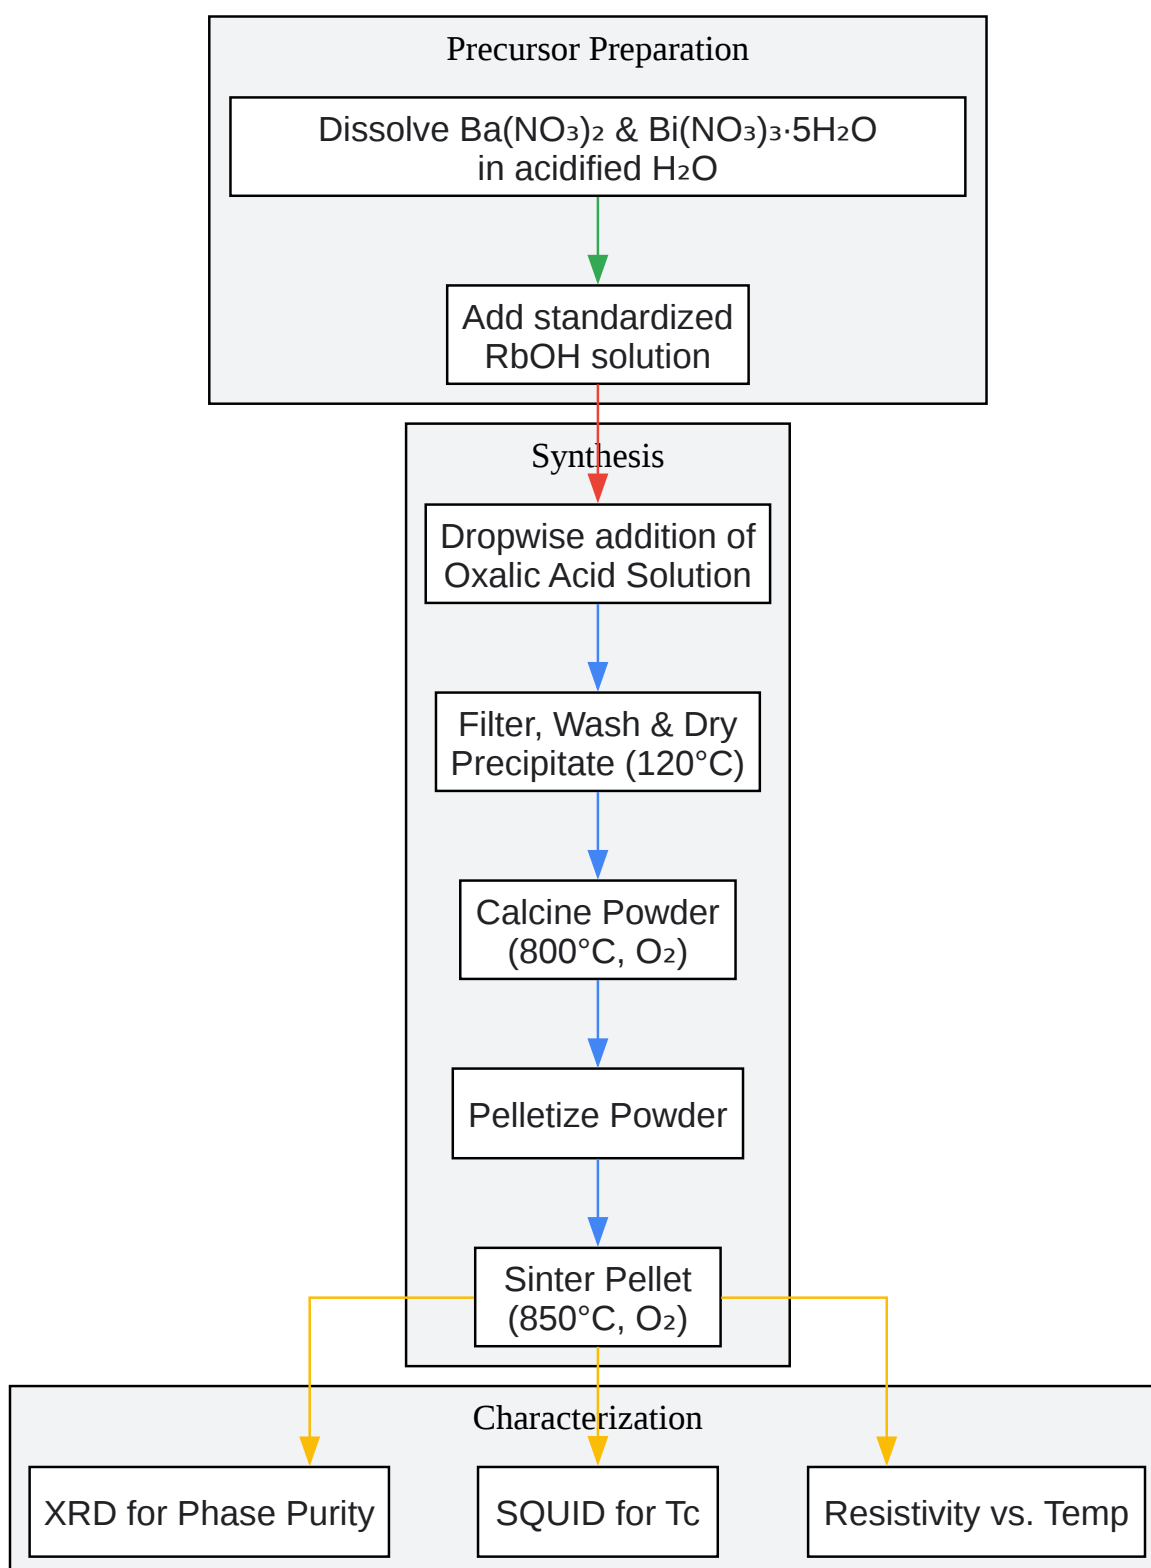 Precursor Preparation
Dissolve Ba(NO₃)₂ & Bi(NO₃)₃·5H₂O
in acidified H₂O
Add standardized
RbOH solution
Synthesis
Dropwise addition of
Oxalic Acid Solution
Filter, Wash & Dry
Precipitate (120°C)
Calcine Powder
(800°C, O₂)
Pelletize Powder
Sinter Pellet
(850°C, O₂)
Characterization
XRD for Phase Purity
SQUID for Tc
Resistivity vs. Temp